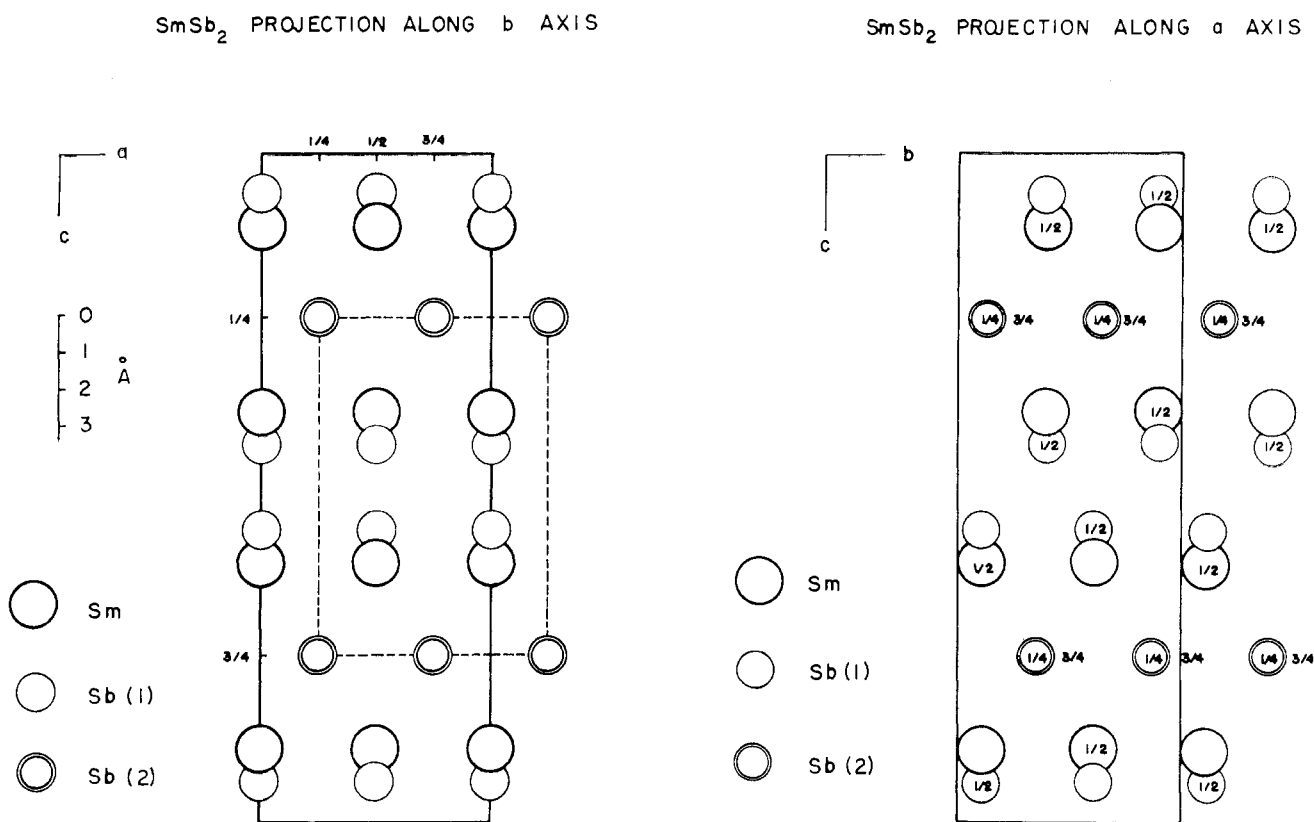 SmSb2 PROJECTION ALONG b AXIS
SmSb2 PROJECTION ALONG a AXIS
1/4 1/2 3/4
a
c
b
c
1/2
1/2 1/2
1/4
0
1
2
3
Å
1/4 3/4 1/4 3/4 1/4 3/4
1/2
1/2 1/2
1/2
1/2 1/2
Sm
Sb (1)
Sb (2)
3/4
Sm
Sb (1)
Sb (2)
1/4 3/4 1/4 3/4 1/4 3/4
1/2
1/2 1/2